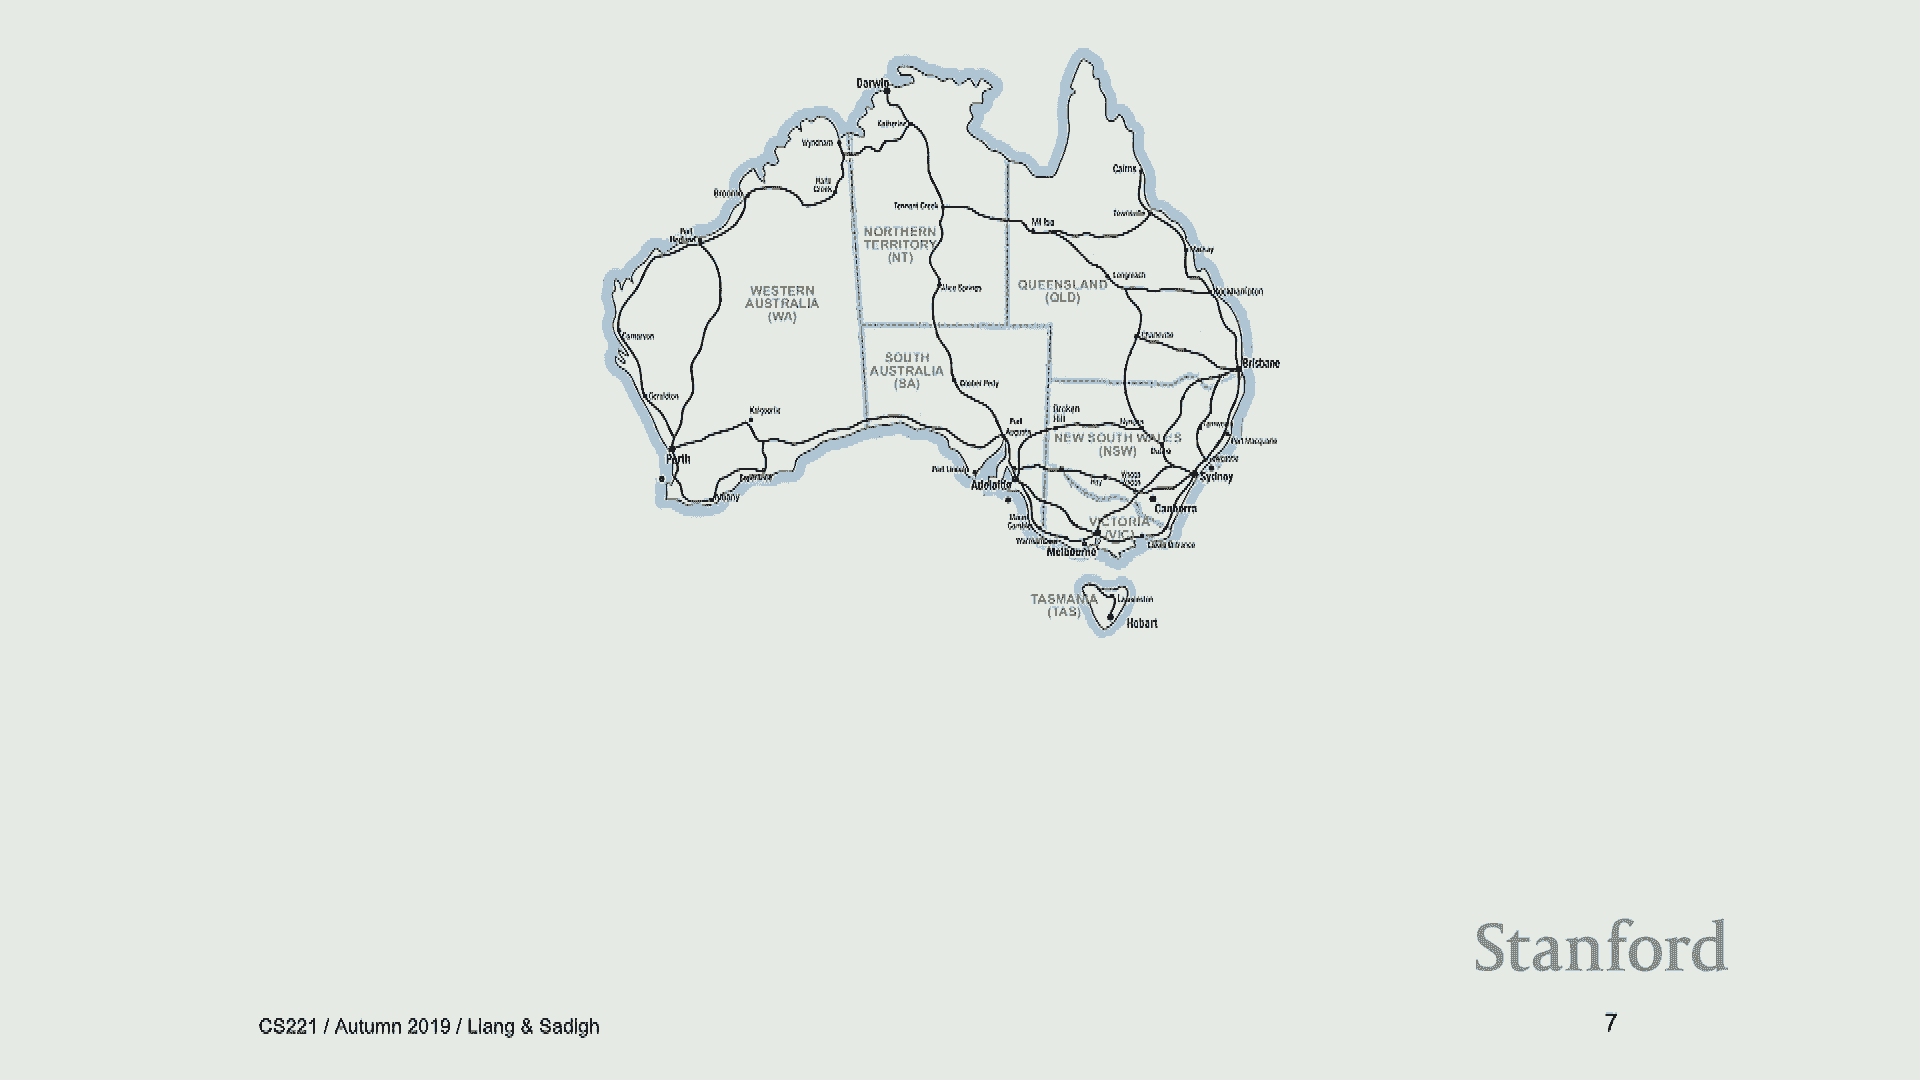 Darwin
Katherine
Wyndham
Halls
Creek
Cairns
Broome
Tennant Creek
Townsville
Mt Isa
Port
Hedland
NORTHERN
TERRITORY
(NT)
Mackay
Longreach
Alice Springs
QUEENSLAND
(QLD)
Rockhampton
WESTERN
AUSTRALIA
(WA)
Carnarvon
Charleville
SOUTH
AUSTRALIA
(SA)
Brisbane
Coober Pedy
Geraldton
Kalgoorlie
Broken
Hill
Port
Augusta
Nyngan
NEW SOUTH WALES
(NSW)
Port Macquarie
Dubbo
Perth
Newcastle
Port Lincoln
Sydney
Hay
Wagga
Wagga
Esperance
Adelaide
Albany
Canberra
Mount
Gambier
VICTORIA
(VIC)
Melbourne
Lakes Entrance
TASMANIA
(TAS)
Launceston
Hobart
Stanford
CS221 / Autumn 2019 / Liang & Sadigh
7